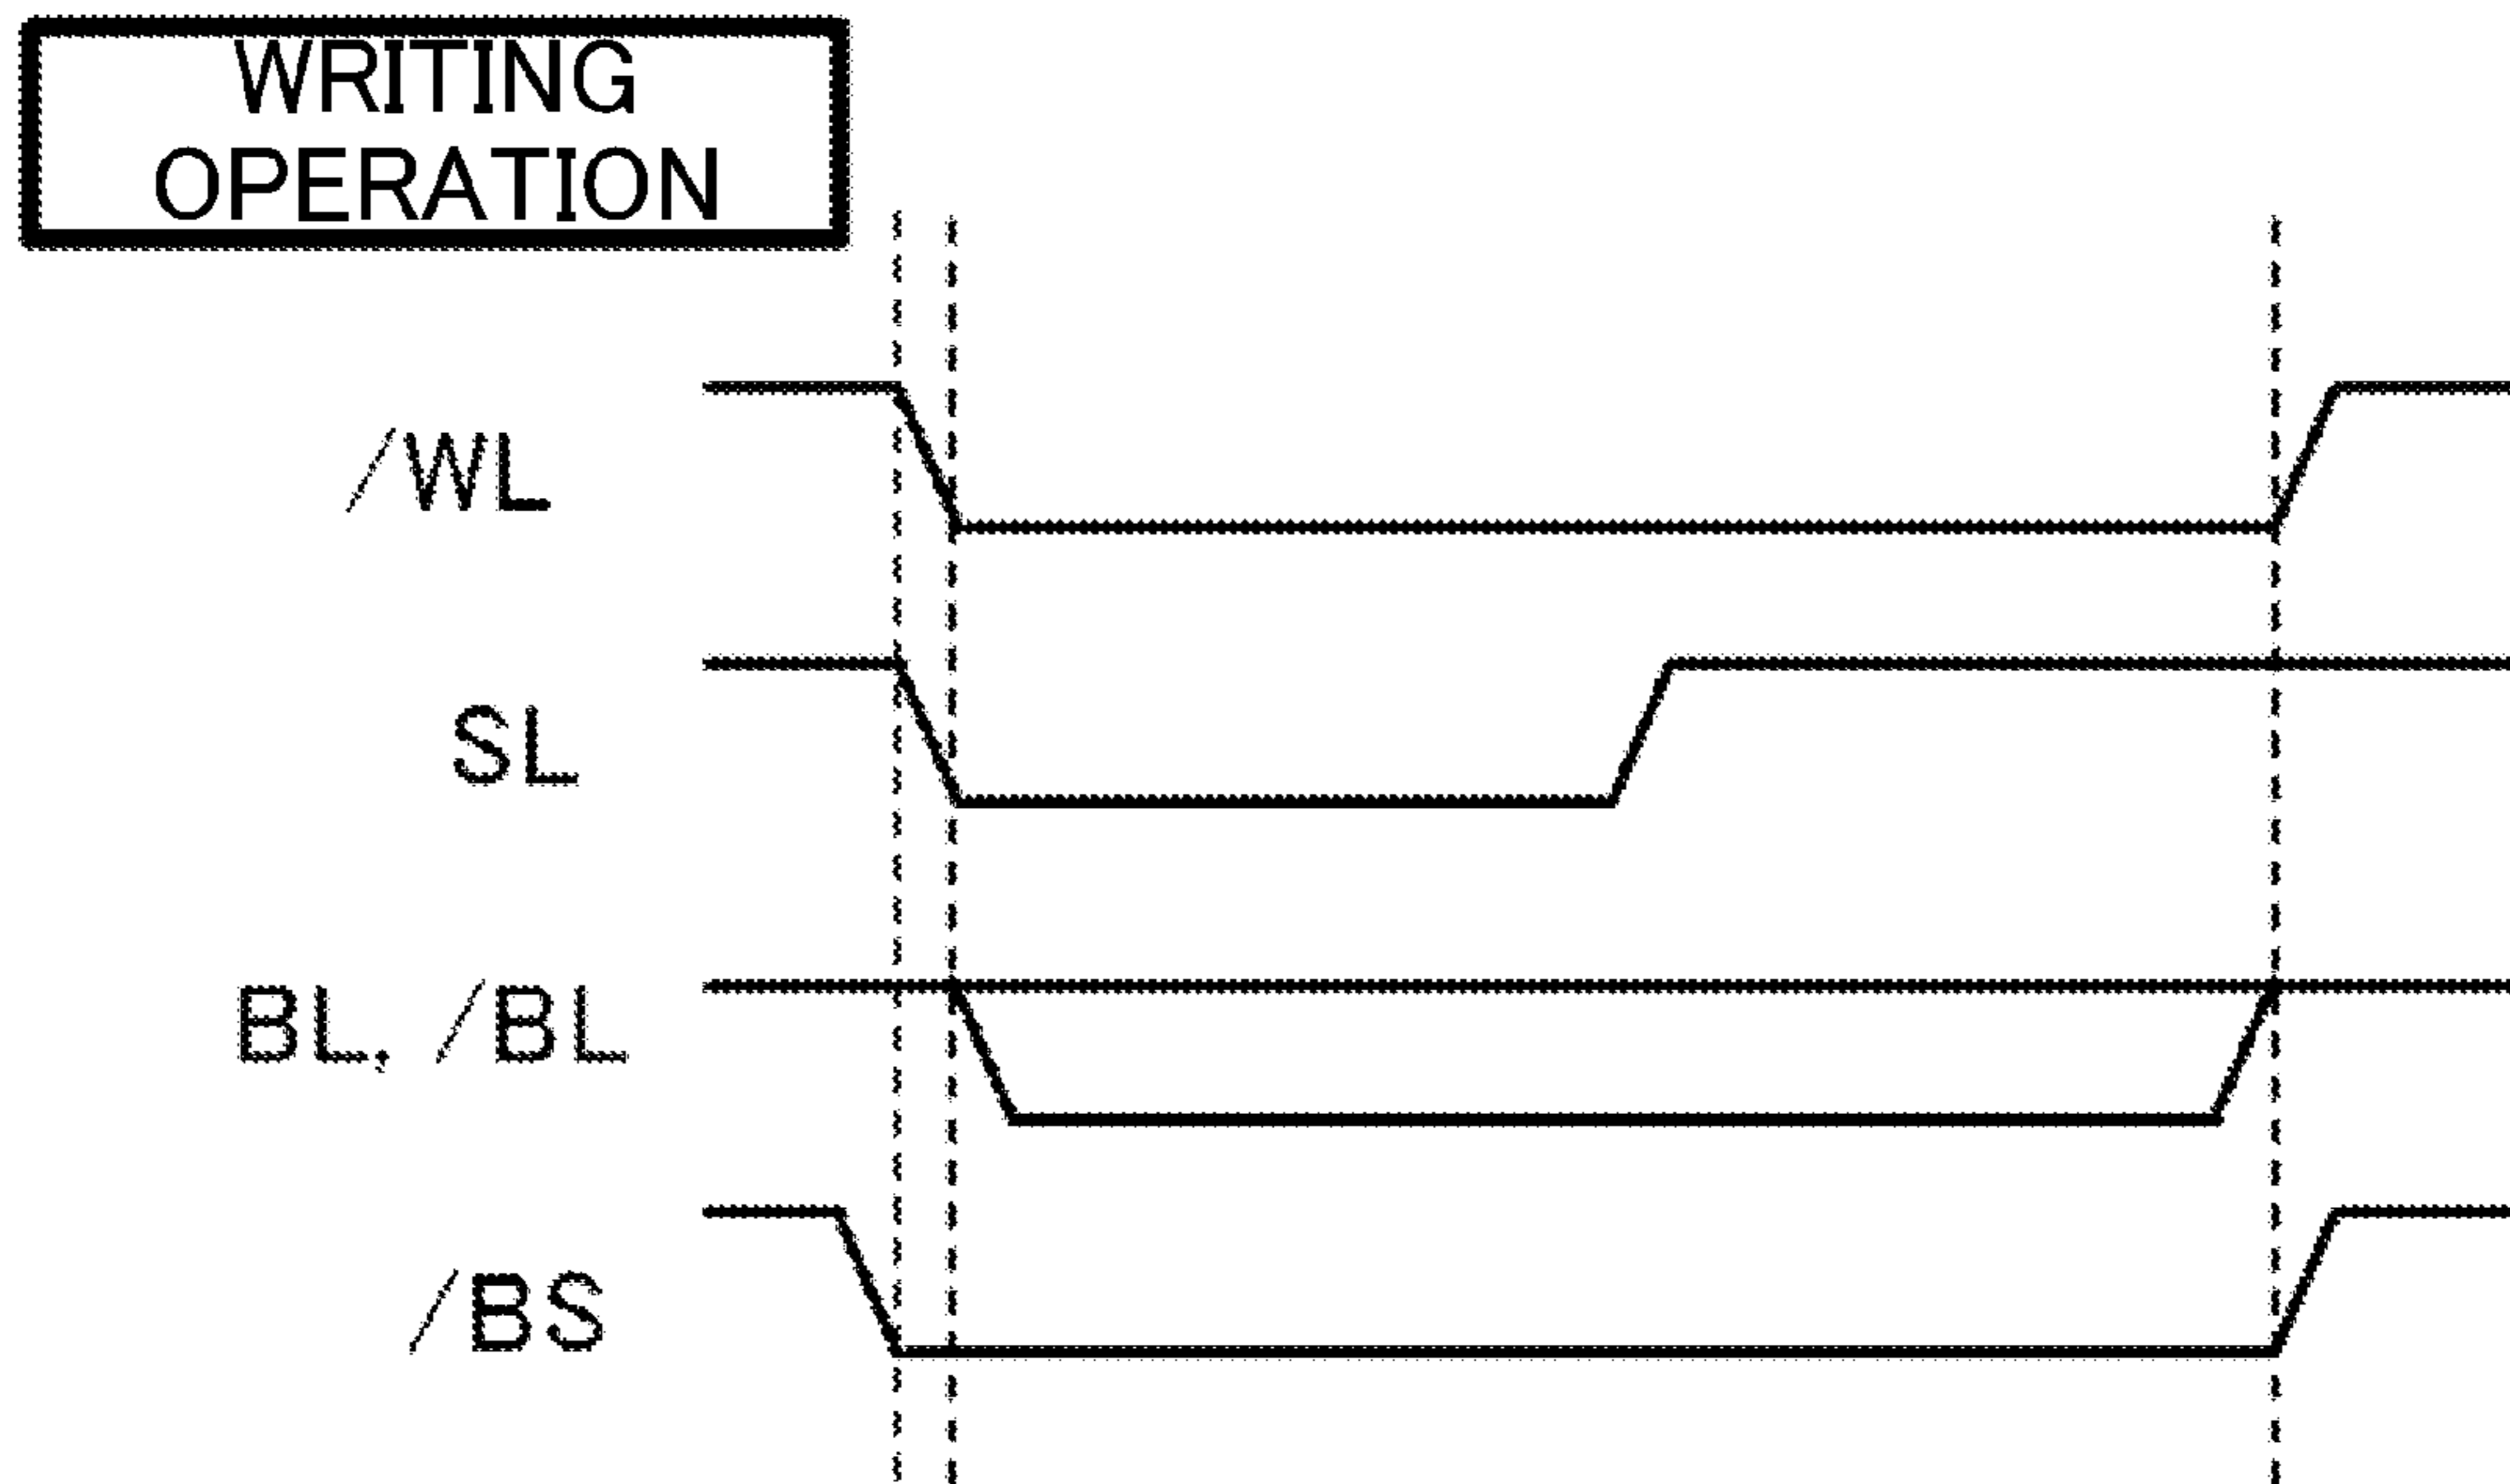 WRITING
OPERATION
/WL
SL
BL, /BL
/BS